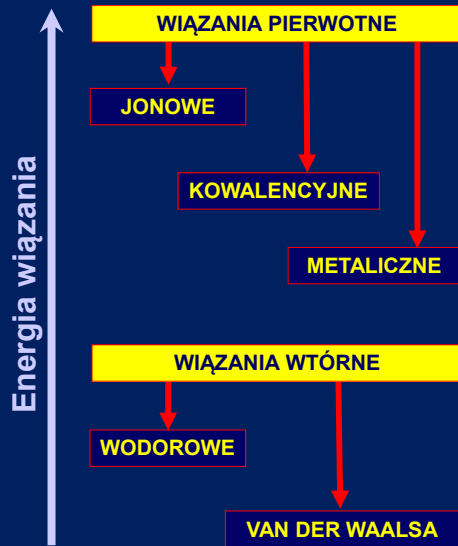 WIĄZANIA PIERWOTNE
JONOWE
KOWALENCYJNE
METALICZNE
Energia wiązania
WIĄZANIA WTÓRNE
WODOROWE
VAN DER WAALSA